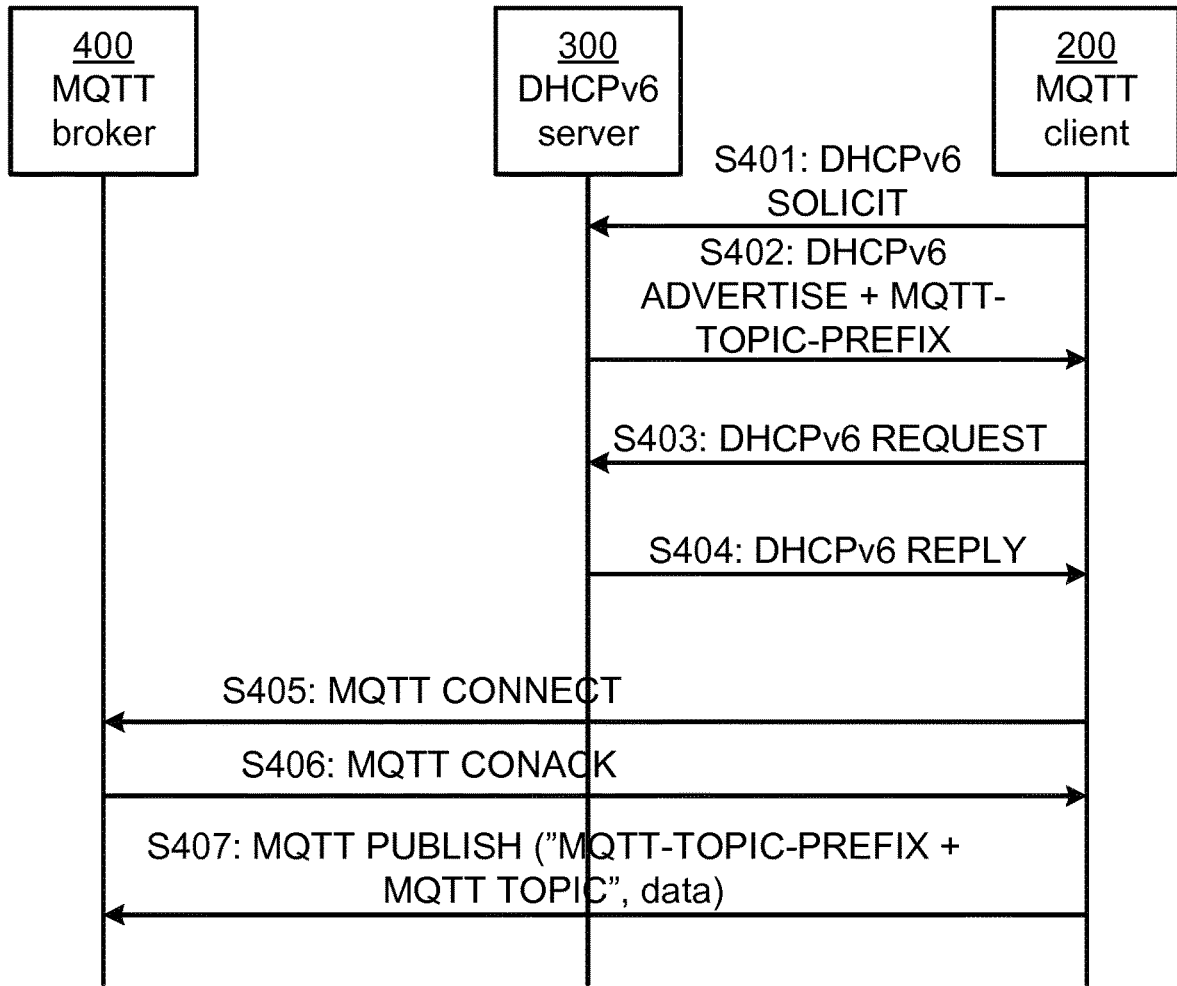 400
MQTT
broker
300
DHCPv6
server
200
MQTT
client
S401: DHCPv6
SOLICIT
S402: DHCPv6
ADVERTISE + MQTT-
TOPIC-PREFIX
S403: DHCPv6 REQUEST
S404: DHCPv6 REPLY
S405: MQTT CONNECT
S406: MQTT CONACK
S407: MQTT PUBLISH (”MQTT-TOPIC-PREFIX +
MQTT TOPIC”, data)